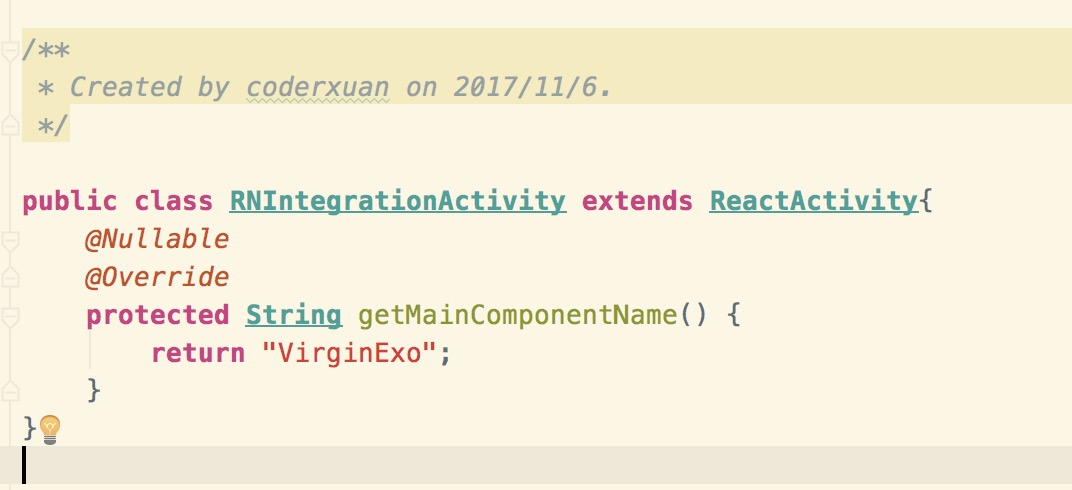 /**
 * Created by coderxuan on 2017/11/6.
 */
public class RNIntegrationActivity extends ReactActivity{
    @Nullable
    @Override
    protected String getMainComponentName() {
        return "VirginExo";
    }
}